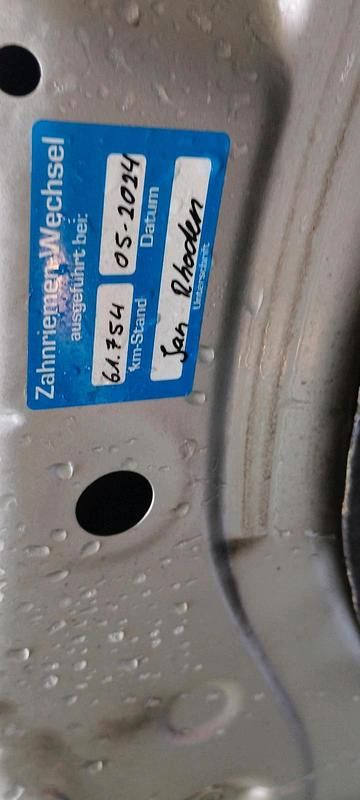 Zahnriemen-Wechsel
ausgeführt bei:
61.754 05-2024
km-Stand Datum
Jan Rhoden
Unterschrift